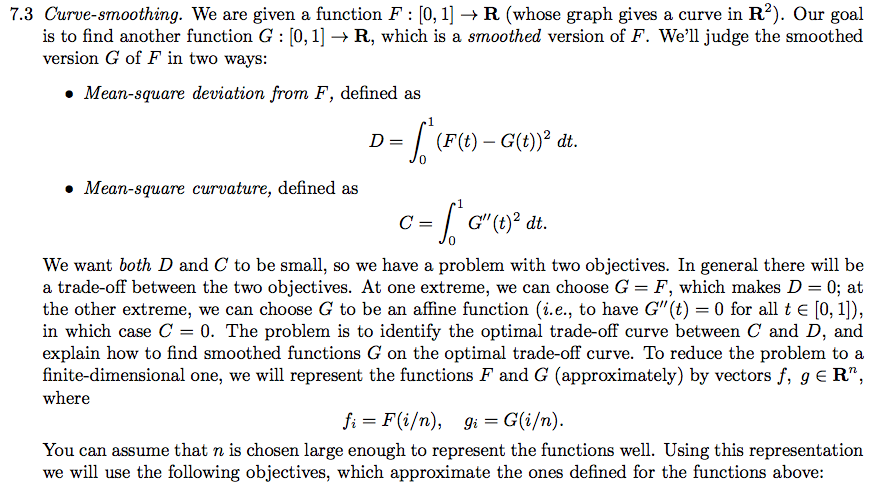 7.3 Curve-smoothing. We are given a function F : [0, 1] → R (whose graph gives a curve in R²). Our goal
is to find another function G : [0, 1] → R, which is a smoothed version of F. We'll judge the smoothed
version G of F in two ways:
• Mean-square deviation from F, defined as
D = ∫₀¹ (F(t) − G(t))² dt.
• Mean-square curvature, defined as
C = ∫₀¹ G″(t)² dt.
We want both D and C to be small, so we have a problem with two objectives. In general there will be
a trade-off between the two objectives. At one extreme, we can choose G = F, which makes D = 0; at
the other extreme, we can choose G to be an affine function (i.e., to have G″(t) = 0 for all t ∈ [0, 1]),
in which case C = 0. The problem is to identify the optimal trade-off curve between C and D, and
explain how to find smoothed functions G on the optimal trade-off curve. To reduce the problem to a
finite-dimensional one, we will represent the functions F and G (approximately) by vectors f, g ∈ Rⁿ,
where
fᵢ = F(i/n), gᵢ = G(i/n).
You can assume that n is chosen large enough to represent the functions well. Using this representation
we will use the following objectives, which approximate the ones defined for the functions above: